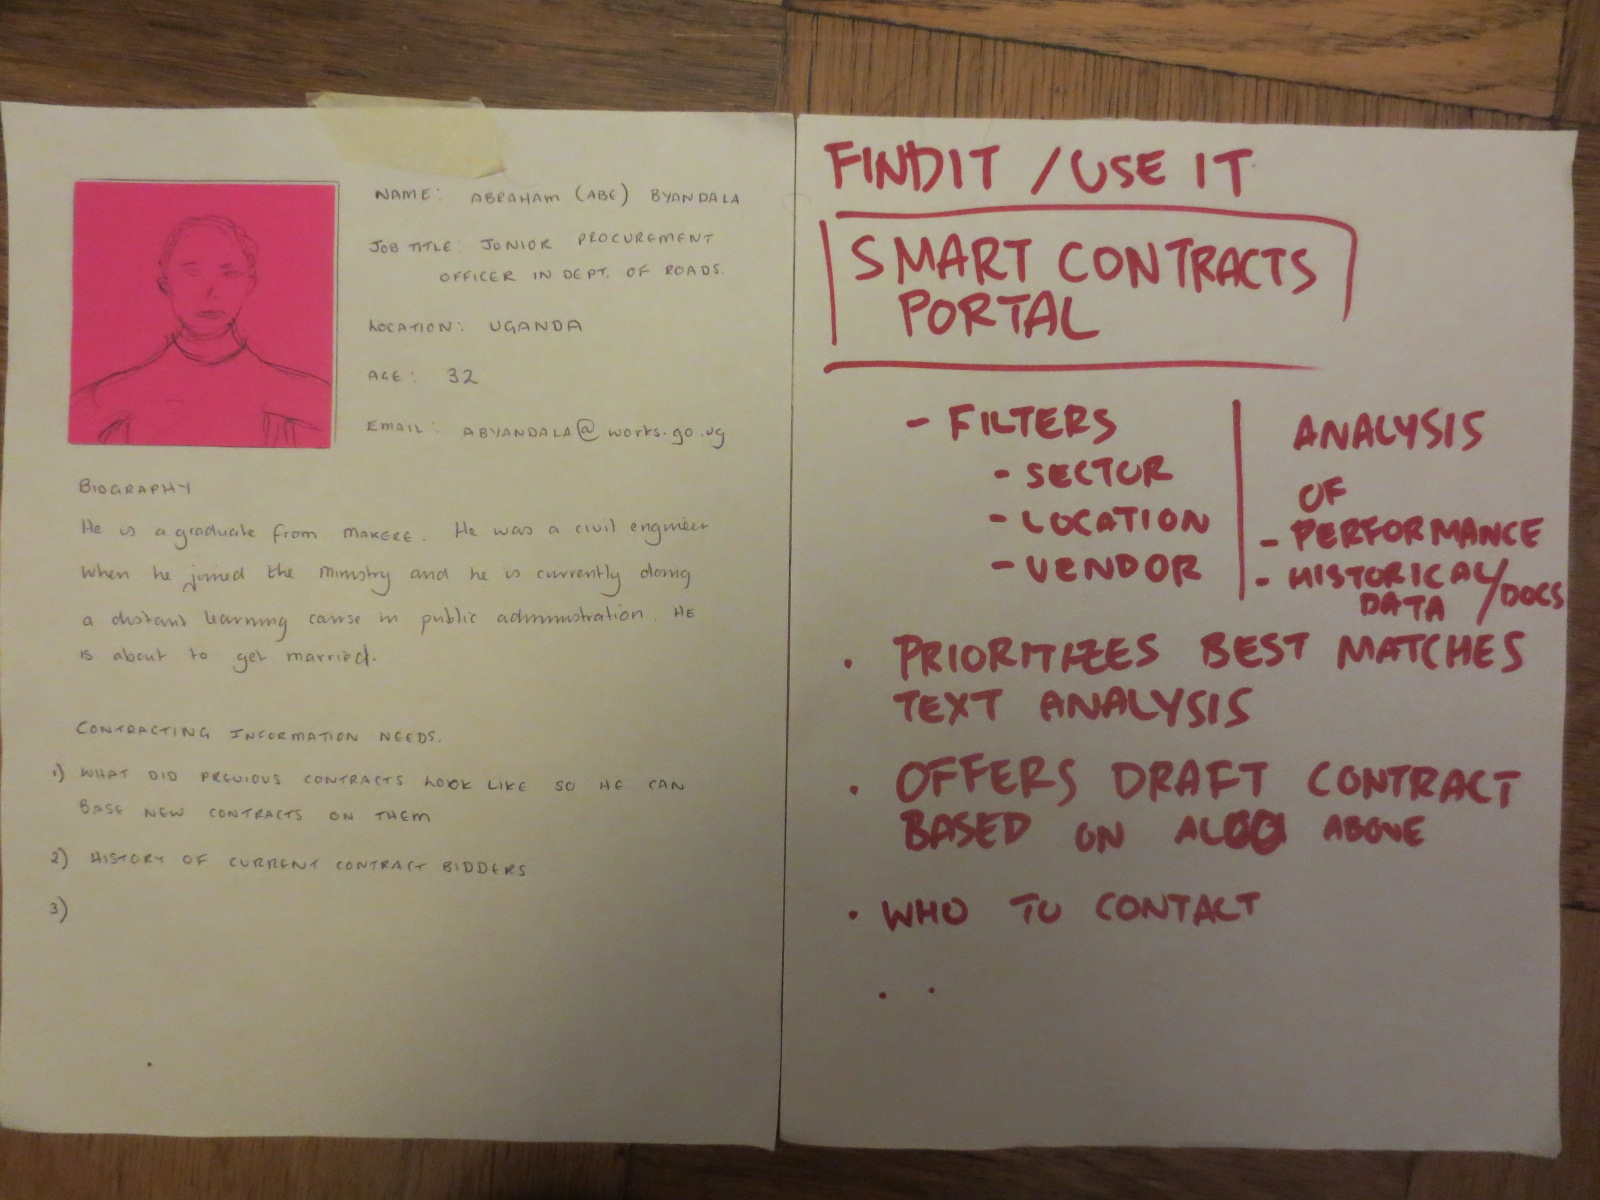 NAME: ABRAHAM (ABE) BYANDALA
JOB TITLE: JUNIOR PROCUREMENT
OFFICER IN DEPT. OF ROADS.
LOCATION: UGANDA
AGE: 32
EMAIL: ABYANDALA@works.go.ug
BIOGRAPHY
He is a graduate from MAKERE. He was a civil engineer
when he joined the Ministry and he is currently doing
a distant learning course in public administration. HE
is about to get married.
CONTRACTING INFORMATION NEEDS.
1) WHAT DID PREVIOUS CONTRACTS LOOK LIKE SO HE CAN
BASE NEW CONTRACTS ON THEM
2) HISTORY OF CURRENT CONTRACT BIDDERS
3)
FINDIT / USE IT
SMART CONTRACTS
PORTAL
- FILTERS
- SECTOR
- LOCATION
- VENDOR
ANALYSIS
OF
- PERFORMANCE
- HISTORICAL/
DATA / DOCS
• PRIORITIZES BEST MATCHES
TEXT ANALYSIS
• OFFERS DRAFT CONTRACT
BASED ON ABOVE
• WHO TO CONTACT
. .